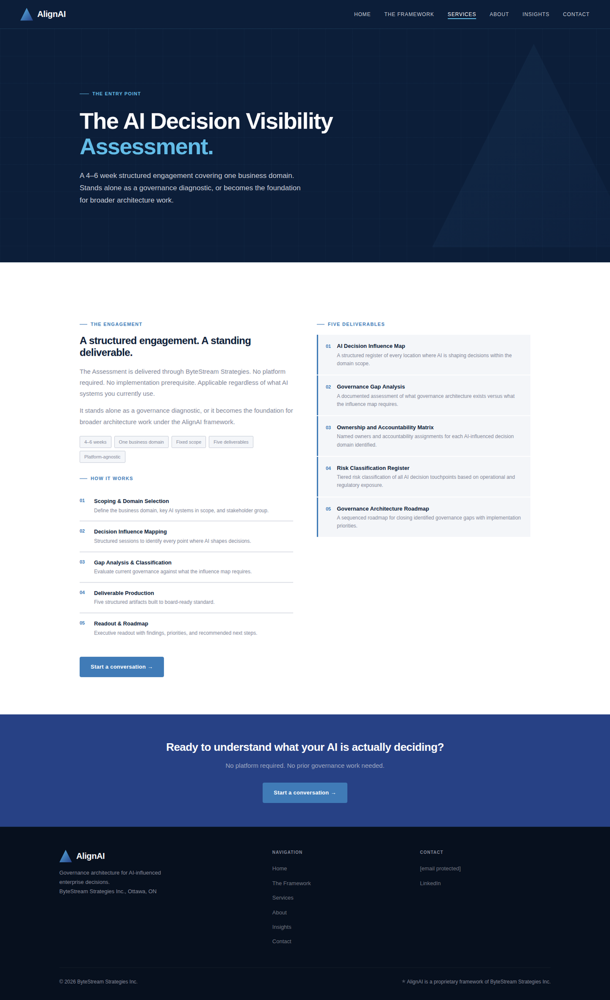 AlignAI
HOME THE FRAMEWORK SERVICES ABOUT INSIGHTS CONTACT
THE ENTRY POINT
The AI Decision Visibility
Assessment.
A 4–6 week structured engagement covering one business domain.
Stands alone as a governance diagnostic, or becomes the foundation
for broader architecture work.
THE ENGAGEMENT
A structured engagement. A standing
deliverable.
The Assessment is delivered through ByteStream Strategies. No platform
required. No implementation prerequisite. Applicable regardless of what AI
systems you currently use.
It stands alone as a governance diagnostic, or it becomes the foundation for
broader architecture work under the AlignAI framework.
4–6 weeks One business domain Fixed scope Five deliverables
Platform-agnostic
HOW IT WORKS
01 Scoping & Domain Selection
Define the business domain, key AI systems in scope, and stakeholder group.
02 Decision Influence Mapping
Structured sessions to identify every point where AI shapes decisions.
03 Gap Analysis & Classification
Evaluate current governance against what the influence map requires.
04 Deliverable Production
Five structured artifacts built to board-ready standard.
05 Readout & Roadmap
Executive readout with findings, priorities, and recommended next steps.
Start a conversation →
FIVE DELIVERABLES
01 AI Decision Influence Map
A structured register of every location where AI is shaping decisions within the
domain scope.
02 Governance Gap Analysis
A documented assessment of what governance architecture exists versus what
the influence map requires.
03 Ownership and Accountability Matrix
Named owners and accountability assignments for each AI-influenced decision
domain identified.
04 Risk Classification Register
Tiered risk classification of all AI decision touchpoints based on operational and
regulatory exposure.
05 Governance Architecture Roadmap
A sequenced roadmap for closing identified governance gaps with implementation
priorities.
Ready to understand what your AI is actually deciding?
No platform required. No prior governance work needed.
Start a conversation →
AlignAI
Governance architecture for AI-influenced
enterprise decisions.
ByteStream Strategies Inc., Ottawa, ON
NAVIGATION
Home
The Framework
Services
About
Insights
Contact
CONTACT
[email protected]
LinkedIn
© 2026 ByteStream Strategies Inc.
★ AlignAI is a proprietary framework of ByteStream Strategies Inc.